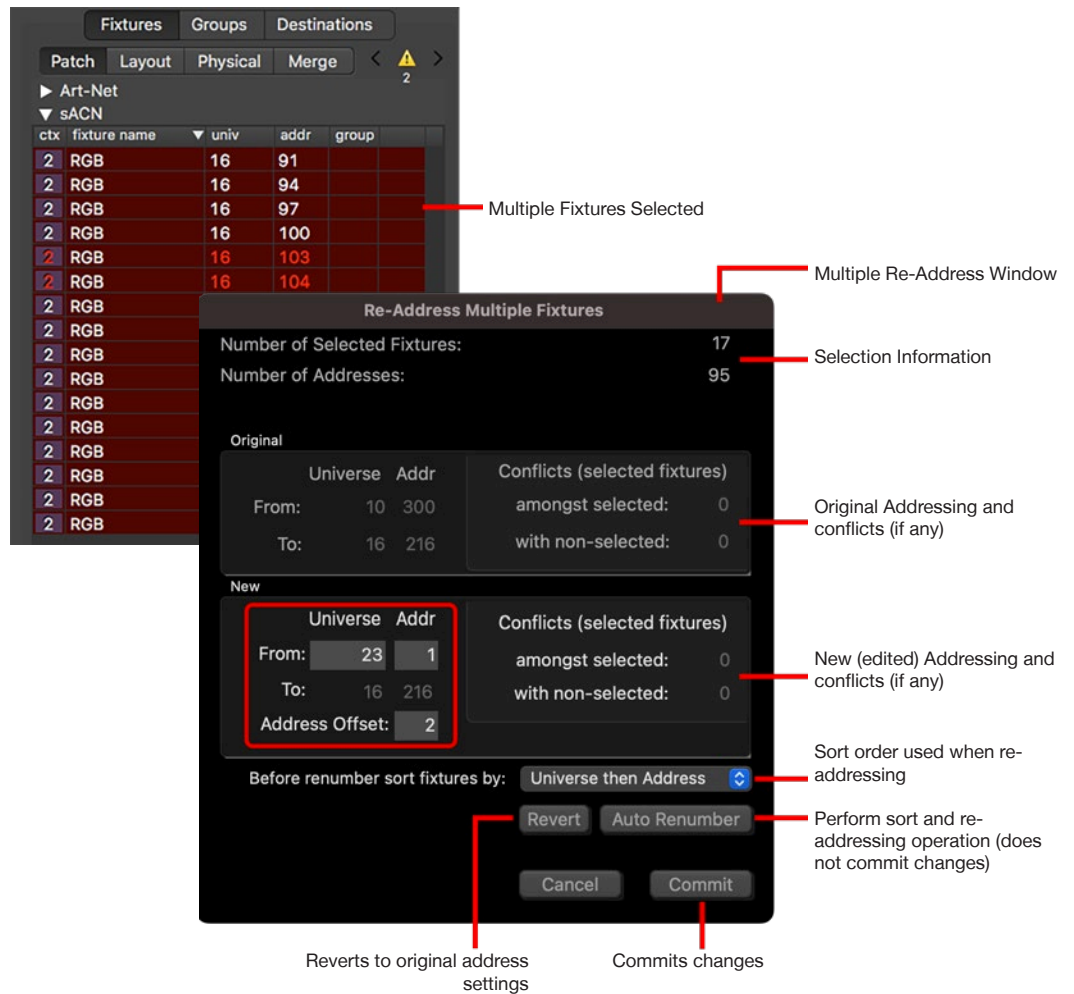 Fixtures Groups Destinations
Patch Layout Physical Merge < >
2
Art-Net
sACN
ctx fixture name univ addr group
2 RGB 16 91
2 RGB 16 94
2 RGB 16 97
2 RGB 16 100
2 16 103
2 RGB 16 104
2 RGB
2 RGB
2 RGB
2 RGB
2 RGB
2 RGB
2 RGB
2 RGB
2 RGB
2 RGB
Multiple Fixtures Selected
Multiple Re-Address Window
Re-Address Multiple Fixtures
Number of Selected Fixtures: 17
Number of Addresses: 95
Selection Information
Original
Universe Addr
From: 10 300
To: 16 216
Conflicts (selected fixtures)
amongst selected: 0
with non-selected: 0
Original Addressing and
conflicts (if any)
New
Universe Addr
From: 23 1
To: 16 216
Address Offset: 2
Conflicts (selected fixtures)
amongst selected: 0
with non-selected: 0
New (edited) Addressing and
conflicts (if any)
Before renumber sort fixtures by: Universe then Address
Sort order used when re-
addressing
Revert Auto Renumber
Perform sort and re-
addressing operation (does
not commit changes)
Cancel Commit
Reverts to original address
settings
Commits changes